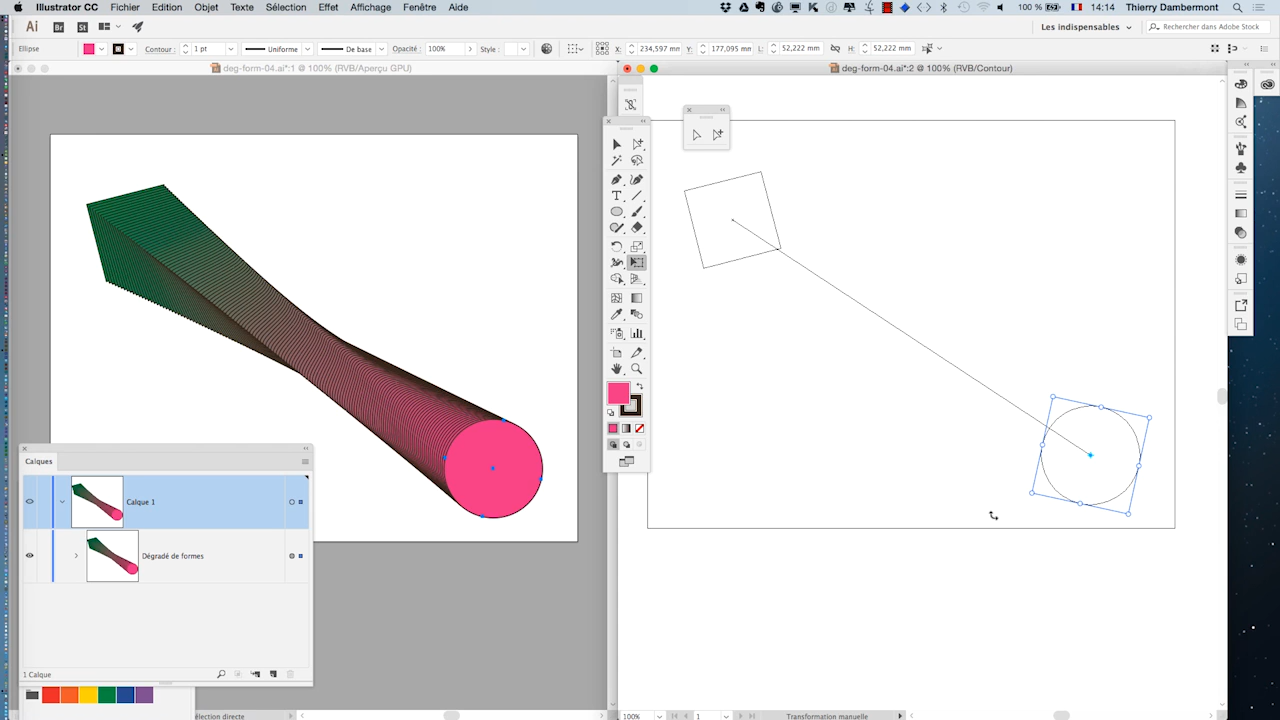 Illustrator CC Fichier Edition Objet Texte Sélection Effet Affichage Fenêtre Aide
100 % 14:14 Thierry Dambermont
Ai Br St Les indispensables Rechercher dans Adobe Stock
Ellipse Contour : 1 pt Uniforme De base Opacité : 100% Style : X: 234,597 mm Y: 177,095 mm L: 52,222 mm H: 52,222 mm
deg-form-04.ai*:1 @ 100% (RVB/Aperçu GPU)
deg-form-04.ai*:2 @ 100% (RVB/Contour)
T
Calques
Calque 1
Dégradé de formes
1 Calque
élection directe
100% 1 Transformation manuelle